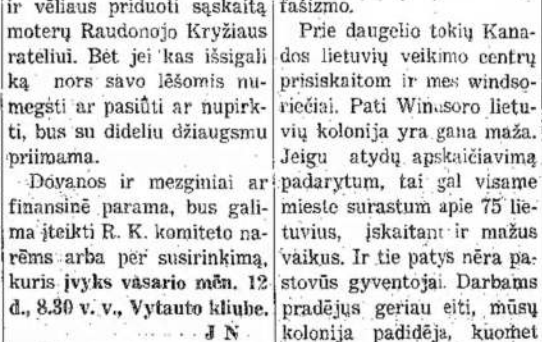 ir vėliaus priduoti sąskaitą
moterų Raudonojo Kryžiaus
rateliui. Bet jei kas išsigali
ką nors savo lėšomis nu-
megsti ar pasiūti ar nupirk-
ti, bus su dideliu džiaugsmu
priimama.
Dovanos ir mezginiai ar
finansinė parama, bus gali-
ma įteikti R. K. komiteto na-
rėms arba per susirinkimą,
kuris įvyks vasario mėn. 12
d., 8.30 v. v., Vytauto kliube.
J N
fašizmo.
Prie daugelio tokių Kana-
dos lietuvių veikimo centrų
prisiskaitom ir mes windso-
riečiai. Pati Windsoro lietu-
vių kolonija yra gana maža.
Jeigu atydų apskaičiavimą
padarytum, tai gal visame
mieste surastum apie 75 lie-
tuvius, įskaitant ir mažus
vaikus. Ir tie patys nėra pa-
stovūs gyventojai. Darbams
pradėjus geriau eiti, mūsų
kolonija padidėja, kuomet